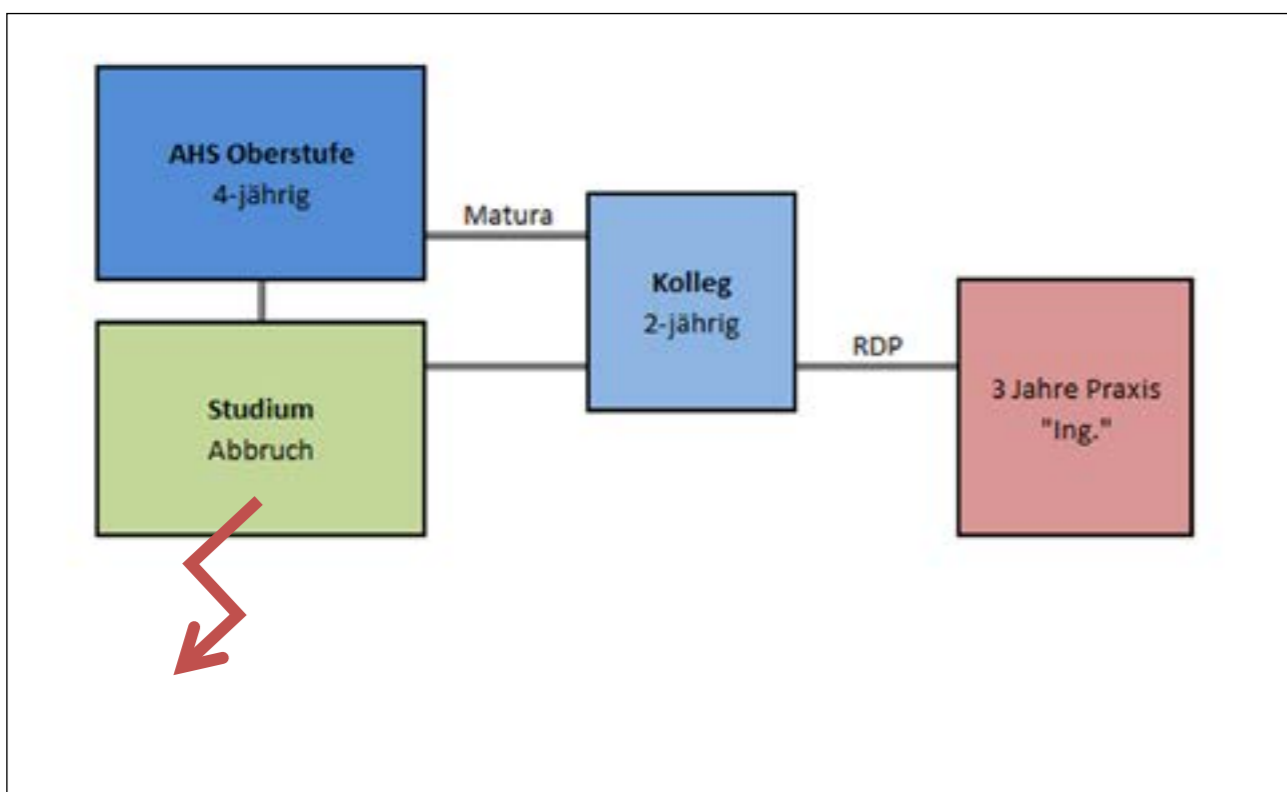 AHS Oberstufe
4-jährig
Matura
Kolleg
2-jährig
RDP
3 Jahre Praxis
"Ing."
Studium
Abbruch